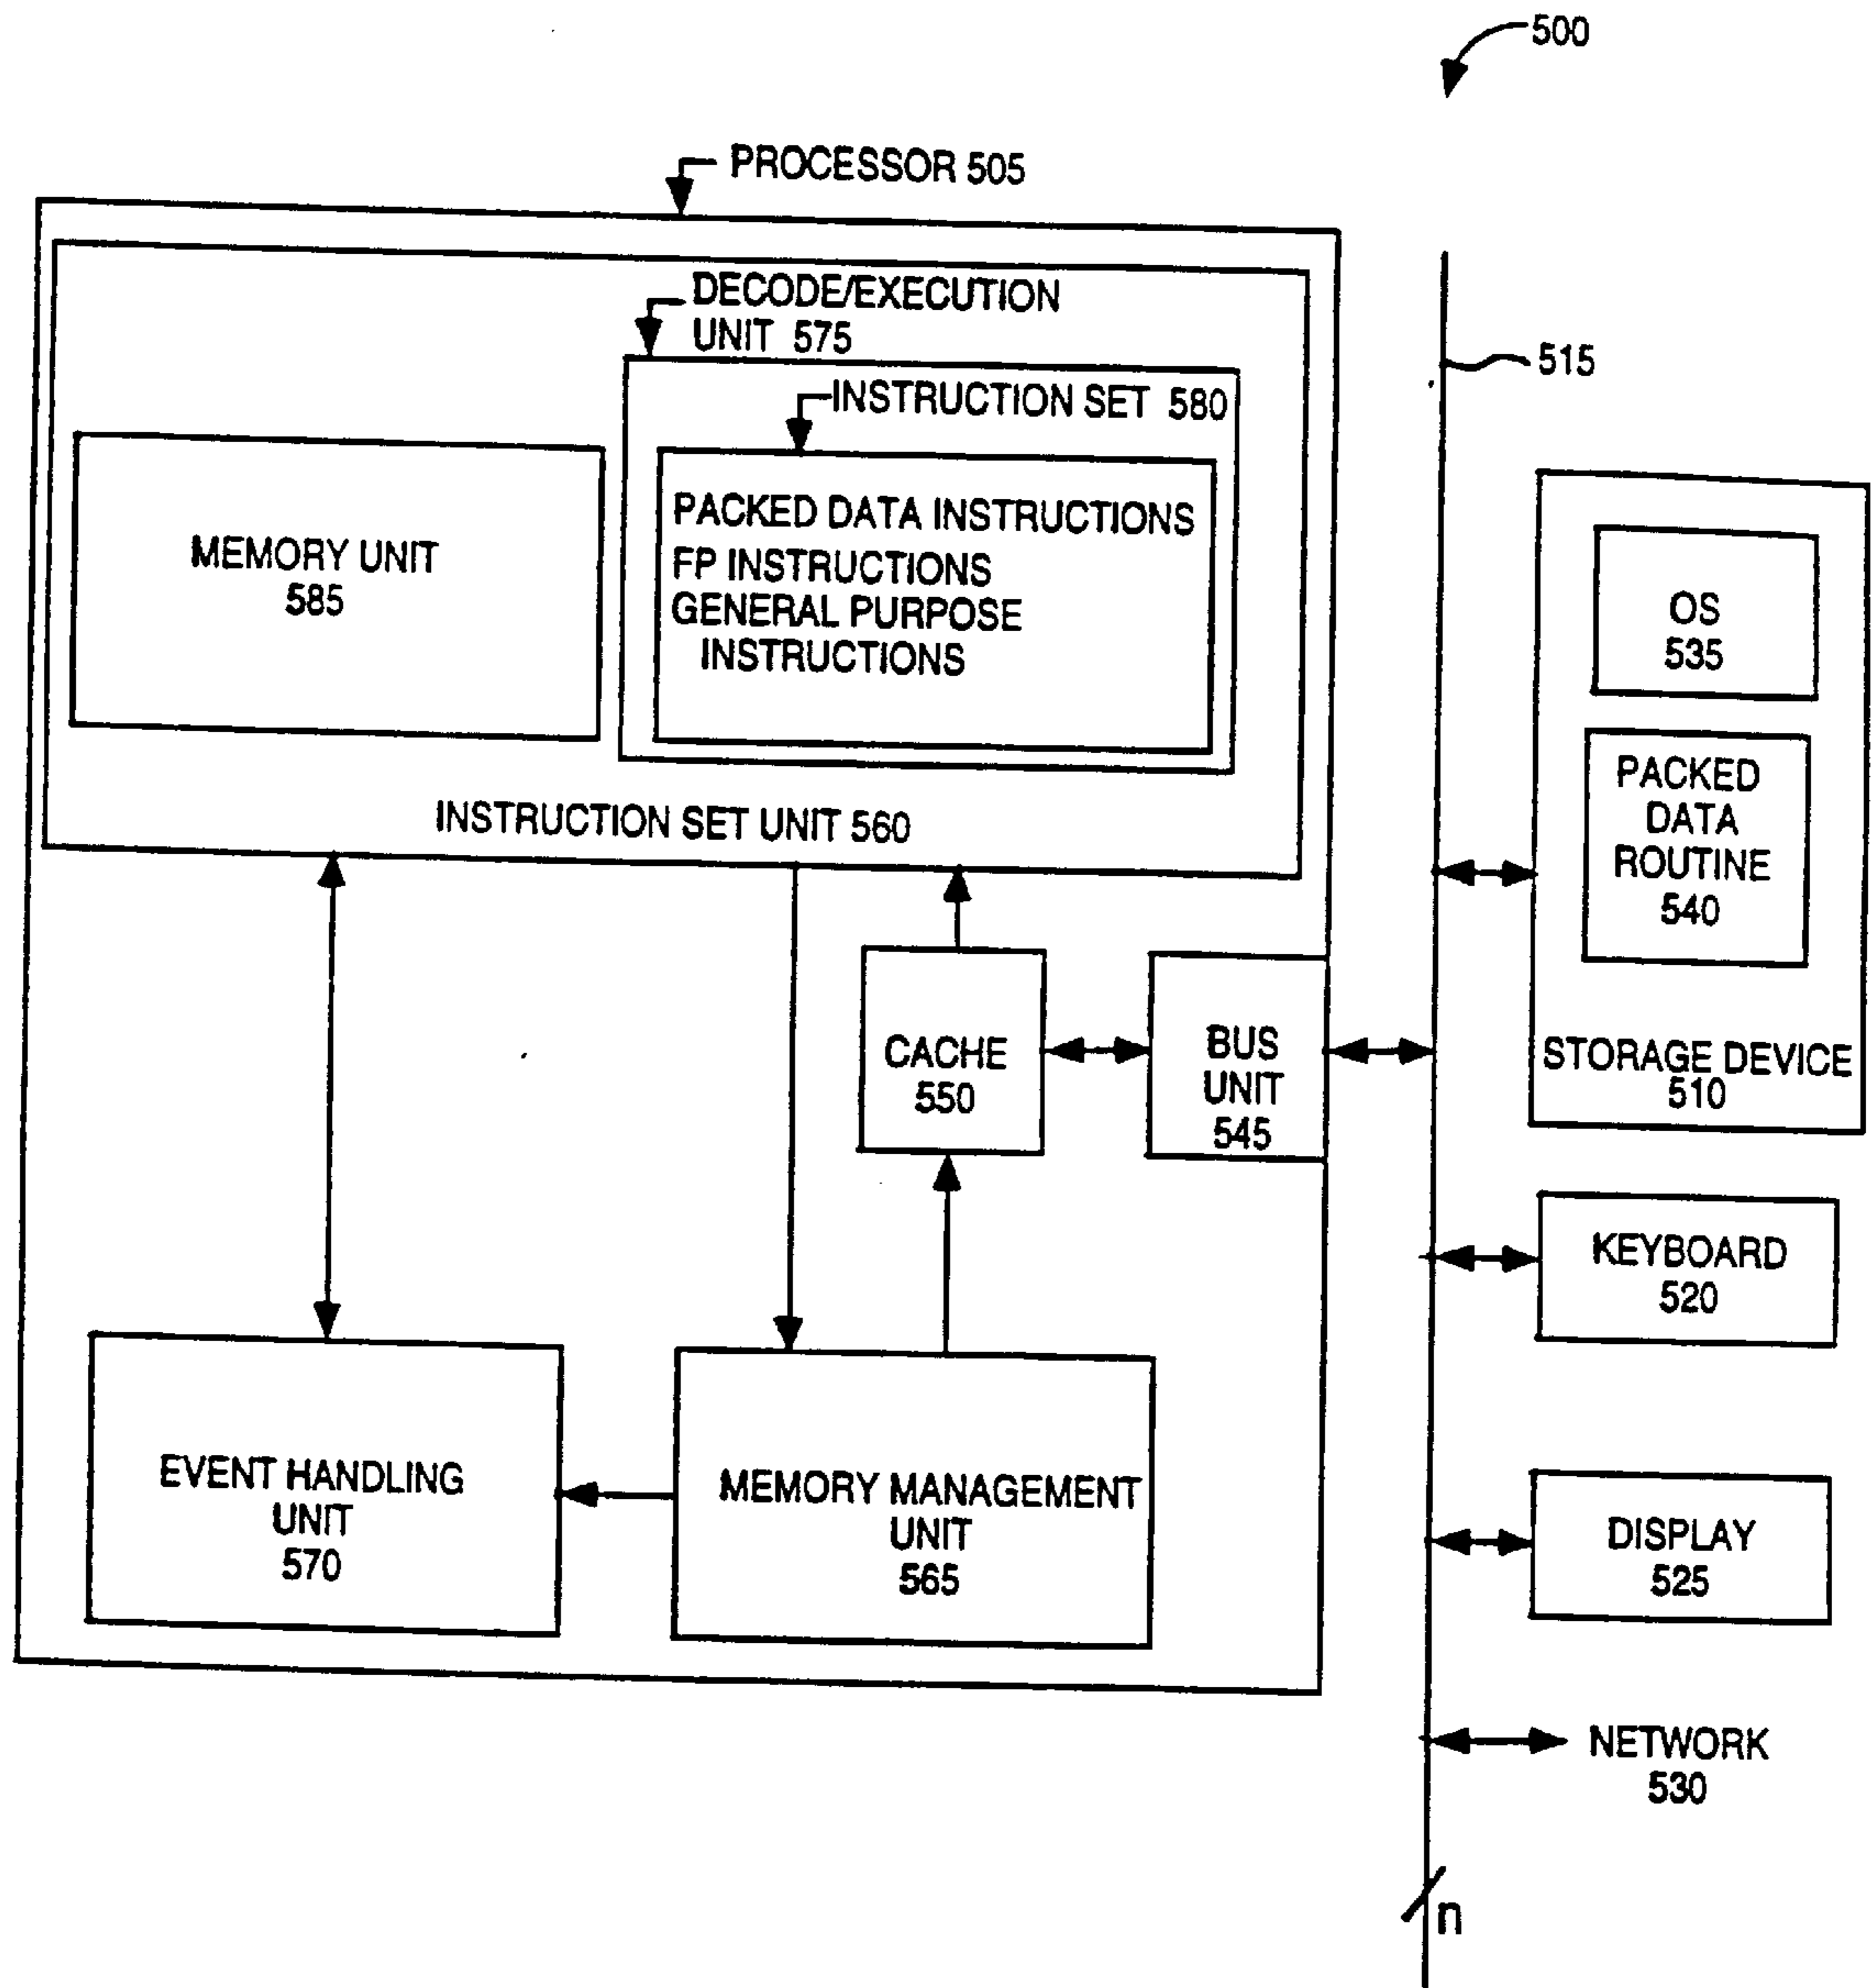 500
PROCESSOR 505
DECODE/EXECUTION
UNIT 575
515
INSTRUCTION SET 580
PACKED DATA INSTRUCTIONS
FP INSTRUCTIONS
GENERAL PURPOSE
INSTRUCTIONS
MEMORY UNIT
585
INSTRUCTION SET UNIT 560
OS
535
PACKED
DATA
ROUTINE
540
STORAGE DEVICE
510
CACHE
550
BUS
UNIT
545
KEYBOARD
520
EVENT HANDLING
UNIT
570
MEMORY MANAGEMENT
UNIT
565
DISPLAY
525
NETWORK
530
n